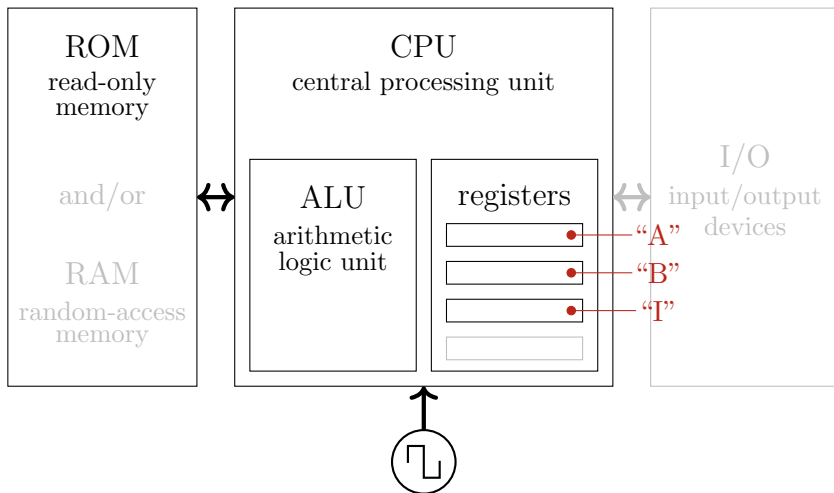 ROM
read-only
memory
and/or
RAM
random-access
memory
CPU
central processing unit
ALU
arithmetic
logic unit
registers
“A”
“B”
“I”
I/O
input/output
devices